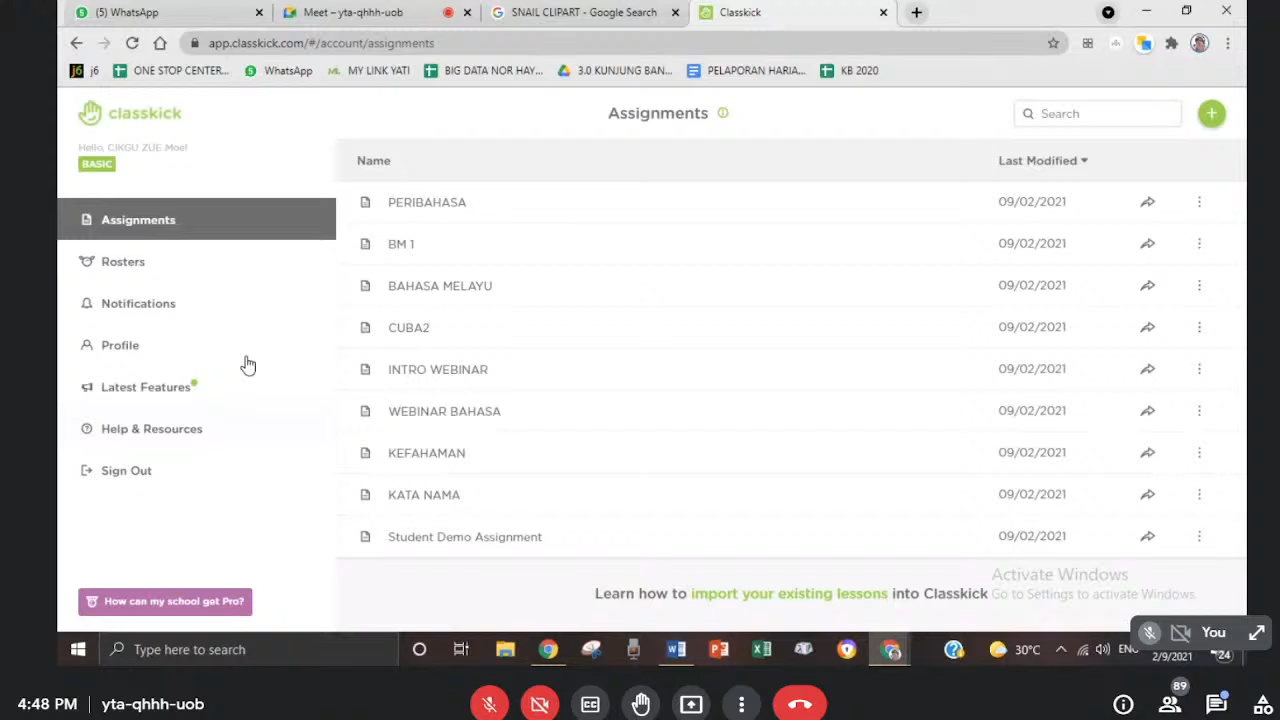 (5) WhatsApp
Meet – yta-qhhh-uob
SNAIL CLIPART - Google Search
Classkick
app.classkick.com/#/account/assignments
j6
ONE STOP CENTER...
WhatsApp
ML MY LINK YATI
BIG DATA NOR HAY...
3.0 KUNJUNG BAN...
PELAPORAN HARIA...
KB 2020
classkick
Assignments
Search
Hello, CIKGU ZUE Moe!
BASIC
Name
Last Modified
Assignments
Rosters
Notifications
Profile
Latest Features
Help & Resources
Sign Out
PERIBAHASA 09/02/2021
BM 1 09/02/2021
BAHASA MELAYU 09/02/2021
CUBA2 09/02/2021
INTRO WEBINAR 09/02/2021
WEBINAR BAHASA 09/02/2021
KEFAHAMAN 09/02/2021
KATA NAMA 09/02/2021
Student Demo Assignment 09/02/2021
How can my school get Pro?
Learn how to import your existing lessons into Classkick
Activate Windows
Go to Settings to activate Windows.
You
Type here to search
30°C
ENG
2/9/2021
24
4:48 PM | yta-qhhh-uob
89